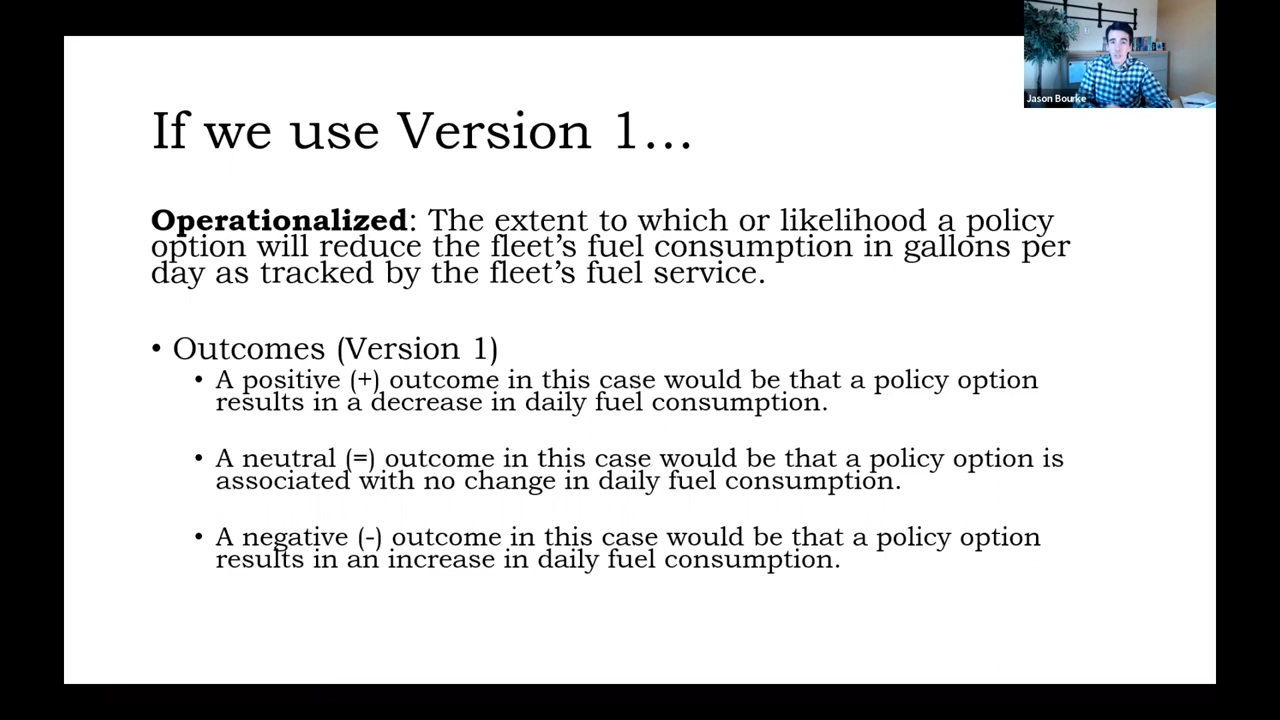 Jason Bourke
If we use Version 1...
Operationalized: The extent to which or likelihood a policy
option will reduce the fleet’s fuel consumption in gallons per
day as tracked by the fleet’s fuel service.
• Outcomes (Version 1)
• A positive (+) outcome in this case would be that a policy option
results in a decrease in daily fuel consumption.
• A neutral (=) outcome in this case would be that a policy option is
associated with no change in daily fuel consumption.
• A negative (-) outcome in this case would be that a policy option
results in an increase in daily fuel consumption.